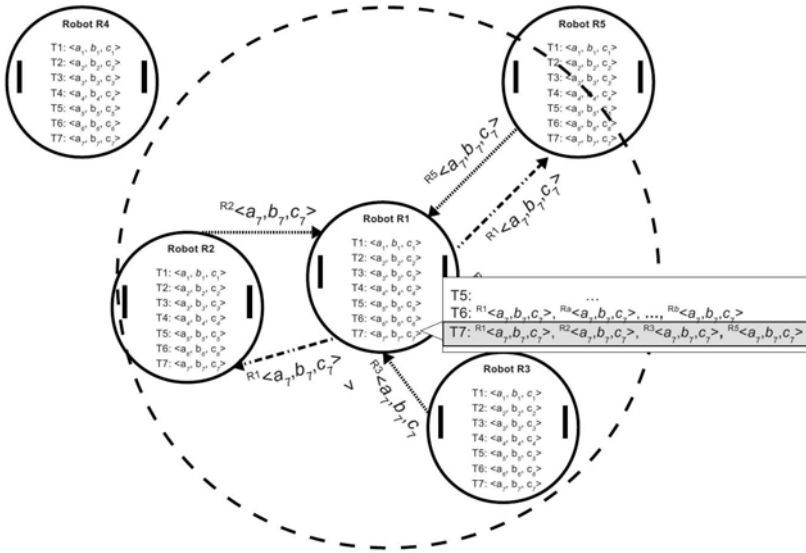 Robot R4
T1: <a₁, b₁, c₁>
T2: <a₂, b₂, c₂>
T3: <a₃, b₃, c₃>
T4: <a₄, b₄, c₄>
T5: <a₅, b₅, c₅>
T6: <a₆, b₆, c₆>
T7: <a₇, b₇, c₇>
Robot R5
T1: <a₁, b₁, c₁>
T2: <a₂, b₂, c₂>
T3: <a₃, b₃, c₃>
T4: <a₄, b₄, c₄>
T5: <a₅, b₅, c₅>
T6: <a₆, b₆, c₆>
T7: <a₇, b₇, c₇>
R5<a₇,b₇,c₇>
R1<a₇,b₇,c₇>
R2<a₇,b₇,c₇>
Robot R1
T1: <a₁, b₁, c₁>
T2: <a₂, b₂, c₂>
T3: <a₃, b₃, c₃>
T4: <a₄, b₄, c₄>
T5: <a₅, b₅, c₅>
T6: <a₆, b₆, c₆>
T7: <a₇, b₇, c₇>
Robot R2
T1: <a₁, b₁, c₁>
T2: <a₂, b₂, c₂>
T3: <a₃, b₃, c₃>
T4: <a₄, b₄, c₄>
T5: <a₅, b₅, c₅>
T6: <a₆, b₆, c₆>
T7: <a₇, b₇, c₇>
T5: ...
T6: R1<a₇,b₇,c₇>, Ra<a₇,b₇,c₇>, ..., Rb<a₇,b₇,c₇>
T7: R1<a₇,b₇,c₇>, R2<a₇,b₇,c₇>, R3<a₇,b₇,c₇>, R5<a₇,b₇,c₇>
R1<a₇,b₇,c₇>
>
R3<a₇,b₇,c₇
Robot R3
T1: <a₁, b₁, c₁>
T2: <a₂, b₂, c₂>
T3: <a₃, b₃, c₃>
T4: <a₄, b₄, c₄>
T5: <a₅, b₅, c₅>
T6: <a₆, b₆, c₆>
T7: <a₇, b₇, c₇>